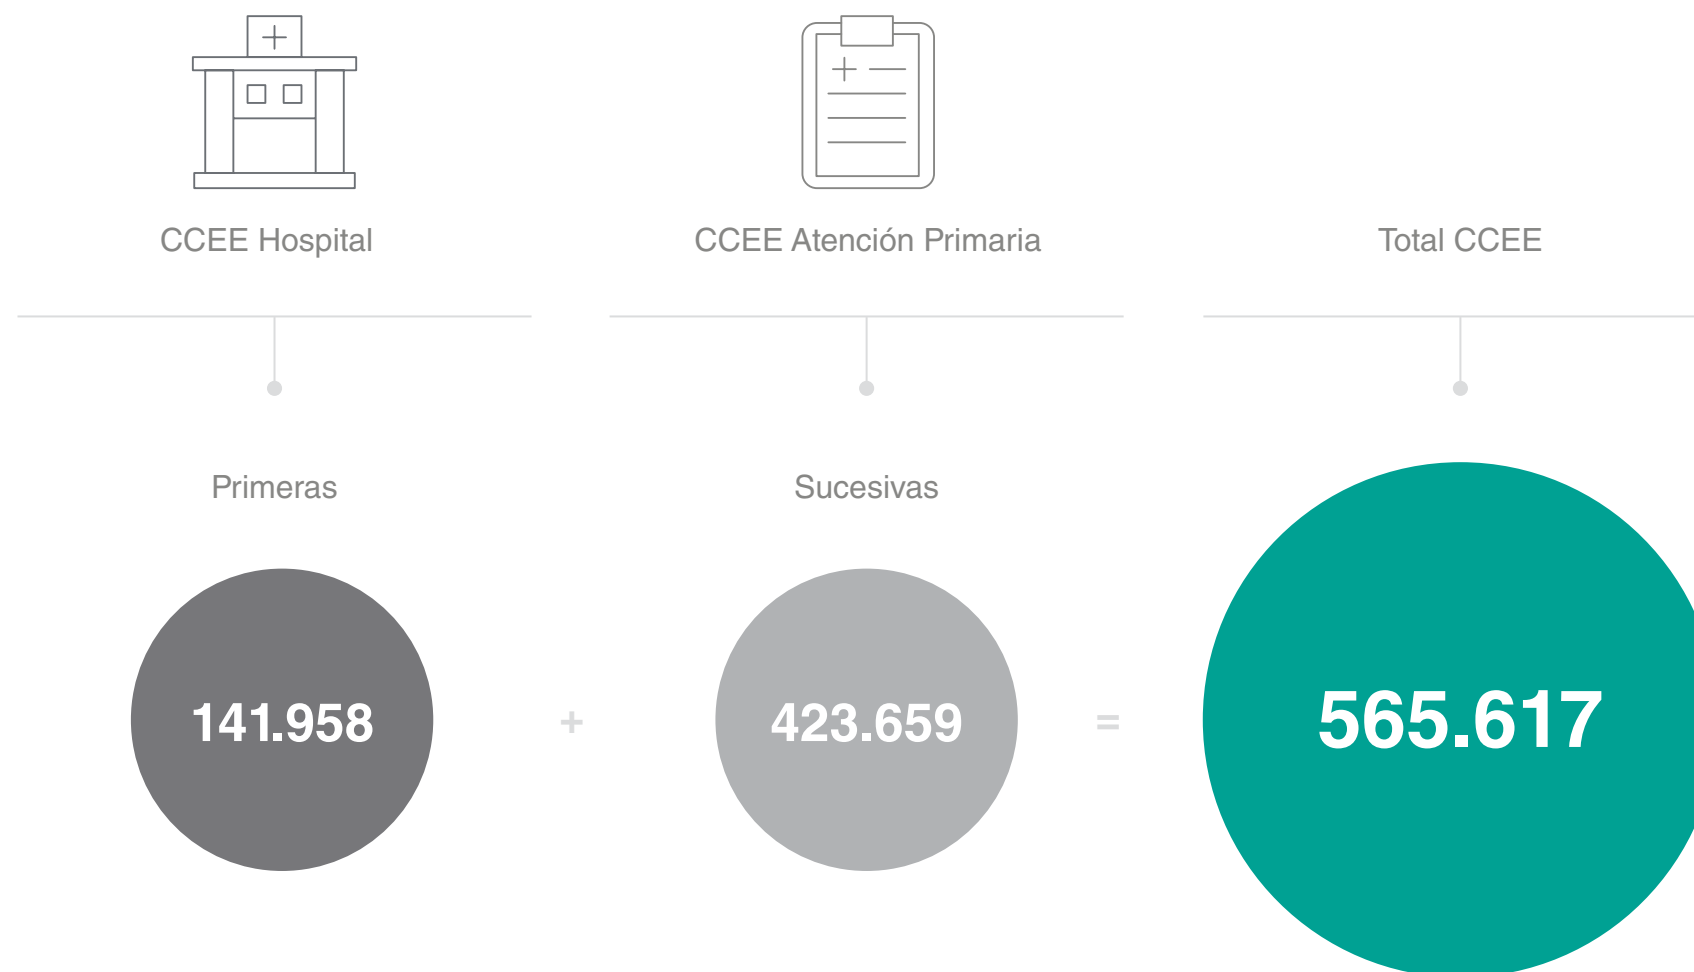 CCEE Hospital
CCEE Atención Primaria
Total CCEE
Primeras
Sucesivas
141.958
+
423.659
=
565.617